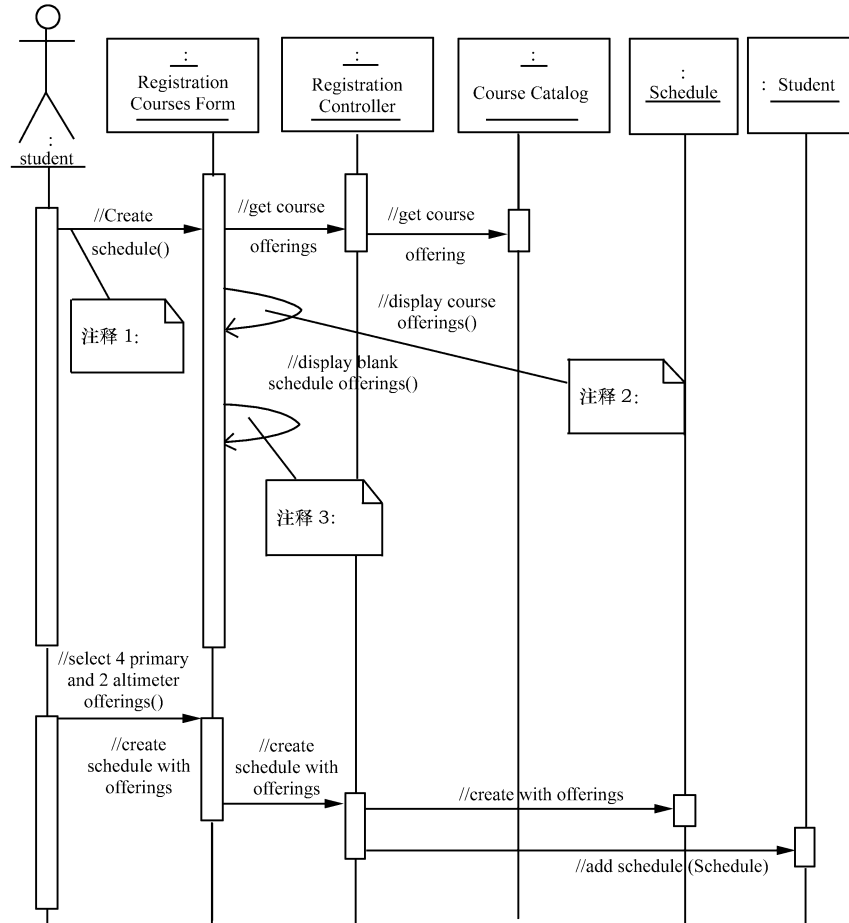 :
student
:
Registration
Courses Form
:
Registration
Controller
:
Course Catalog
:
Schedule
: Student
//Create
schedule()
//get course
offerings
//get course
offering
注释 1:
//display course
offerings()
//display blank
schedule offerings()
注释 2:
注释 3:
//select 4 primary
and 2 altimeter
offerings()
//create
schedule with
offerings
//create
schedule with
offerings
//create with offerings
//add schedule (Schedule)